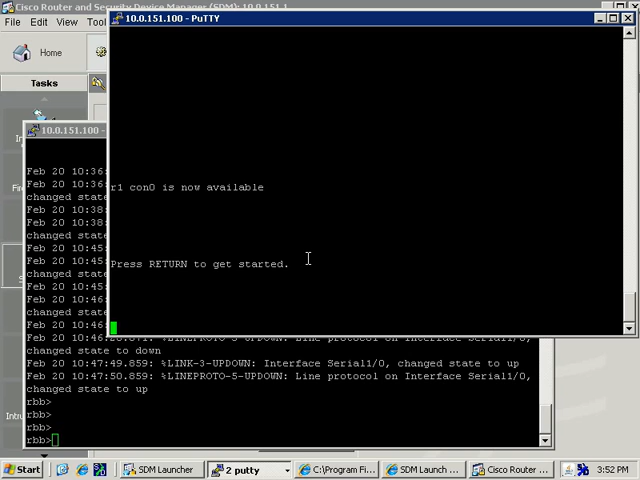 Cisco Router and Security Device Manager (SDM): 10.0.151.1
File Edit View Tools
10.0.151.100 - PuTTY
Home
Tasks
10.0.151.100 -
Feb 20 10:36:
Feb 20 10:36:
changed state
Feb 20 10:38:
Feb 20 10:38:
changed state
Feb 20 10:45:
Feb 20 10:45:
changed state
Feb 20 10:45:
Feb 20 10:46:
changed state
Feb 20 10:46:
r1 con0 is now available
Press RETURN to get started.
changed state to down
Feb 20 10:47:49.859: %LINK-3-UPDOWN: Interface Serial1/0, changed state to up
Feb 20 10:47:50.859: %LINEPROTO-5-UPDOWN: Line protocol on Interface Serial1/0,
changed state to up
rbb>
rbb>
rbb>
rbb>
Intru
Start SDM Launcher 2 putty C:\Program Fi... SDM Launch ... Cisco Router ... 3:52 PM